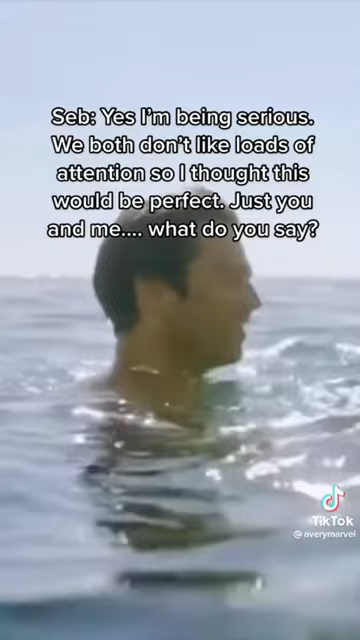 Seb: Yes I'm being serious.
We both don't like loads of
attention so I thought this
would be perfect. Just you
and me.... what do you say?
TikTok
@averymarvel